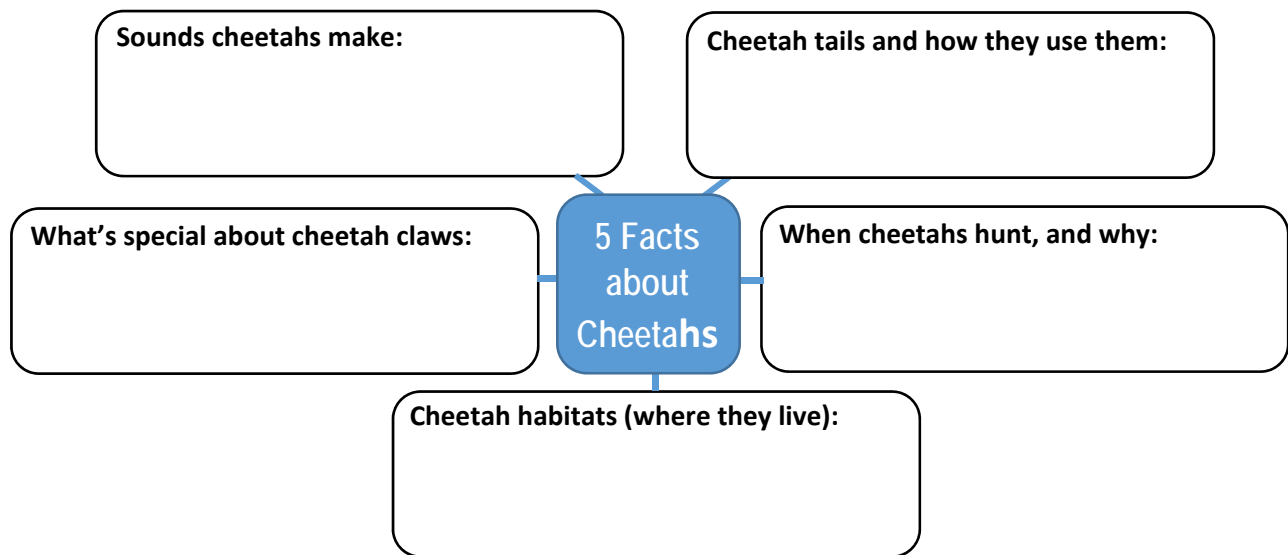 Sounds cheetahs make:
Cheetah tails and how they use them:
What’s special about cheetah claws:
5 Facts
about
Cheetahs
When cheetahs hunt, and why:
Cheetah habitats (where they live):